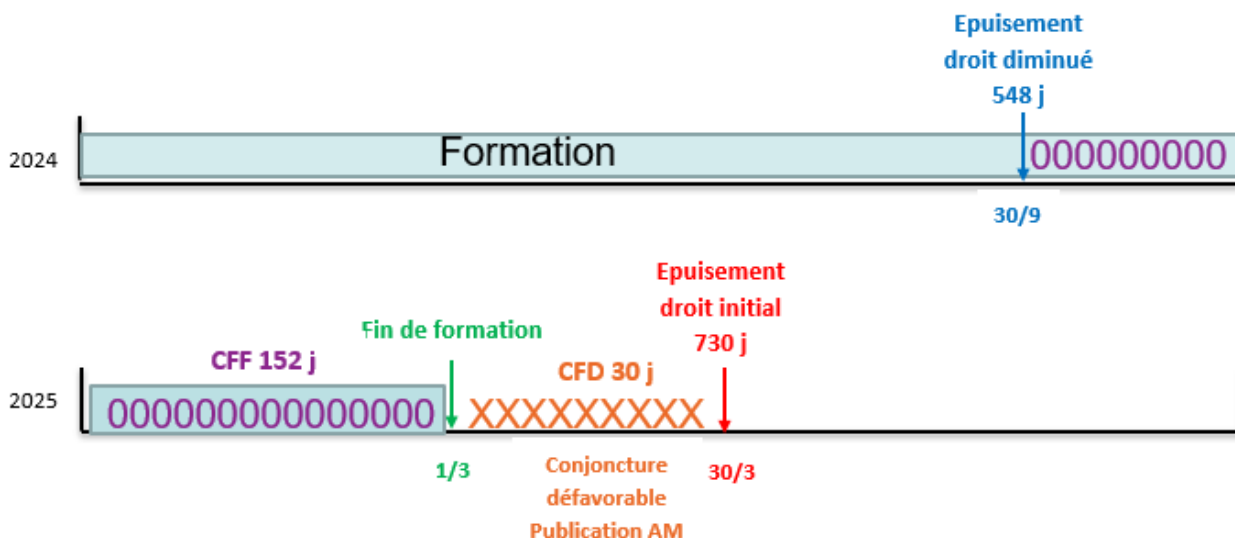 Epuisement
droit diminué
548 j
2024
Formation
000000000
30/9
Epuisement
droit initial
730 j
Fin de formation
CFF 152 j
CFD 30 j
2025
000000000000000
XXXXXXXXX
1/3
Conjoncture
défavorable
Publication AM
30/3